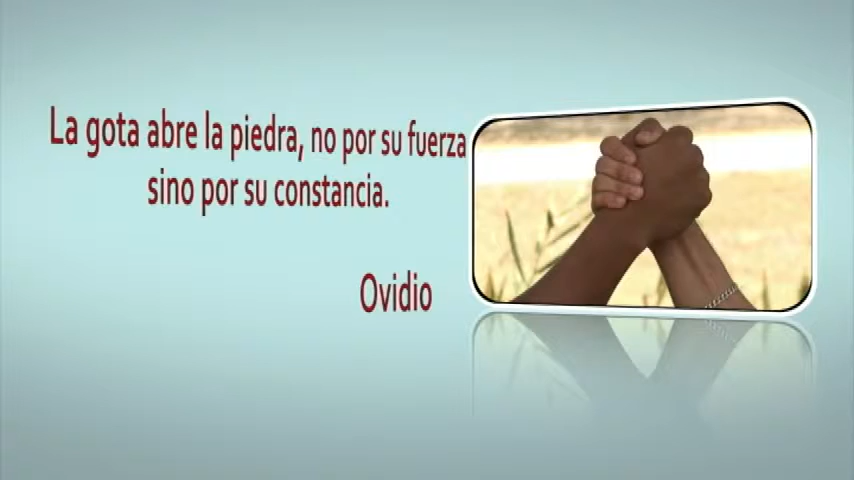 La gota abre la piedra, no por su fuerza
sino por su constancia.
Ovidio